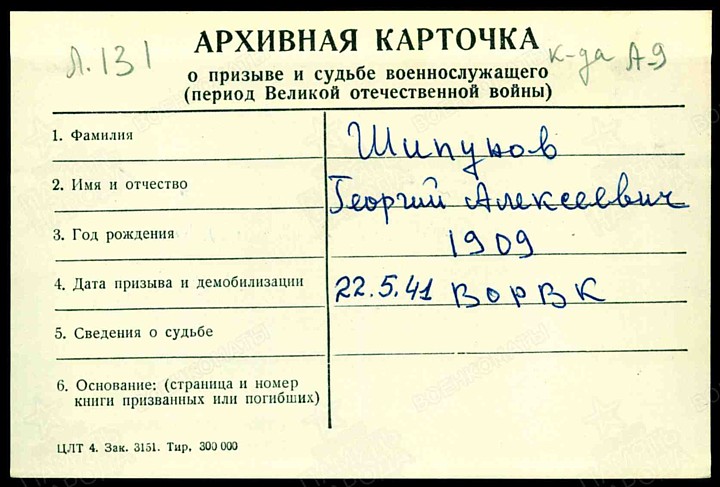 Л.131
АРХИВНАЯ КАРТОЧКА
к-да А-9
о призыве и судьбе военнослужащего
(период Великой отечественной войны)
1. Фамилия Шипунов
2. Имя и отчество Георгий Алексеевич
3. Год рождения 1909
4. Дата призыва и демобилизации 22.5.41 ВорВК
5. Сведения о судьбе
6. Основание: (страница и номер
книги призванных или погибших)
ЦЛТ 4. Зак. 3151. Тир. 300 000